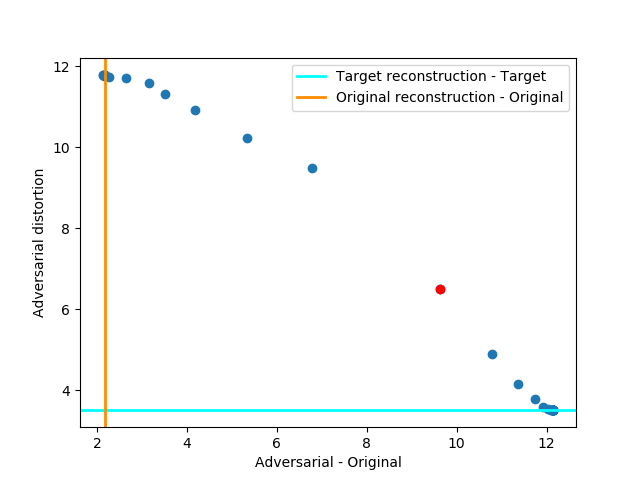 Target reconstruction - Target
Original reconstruction - Original
12
10
8
6
4
Adversarial distortion
2
4
6
8
10
12
Adversarial - Original